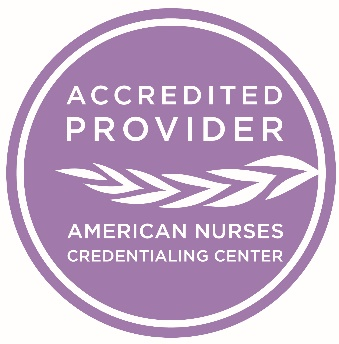 ACCREDITED
PROVIDER
AMERICAN NURSES
CREDENTIALING CENTER